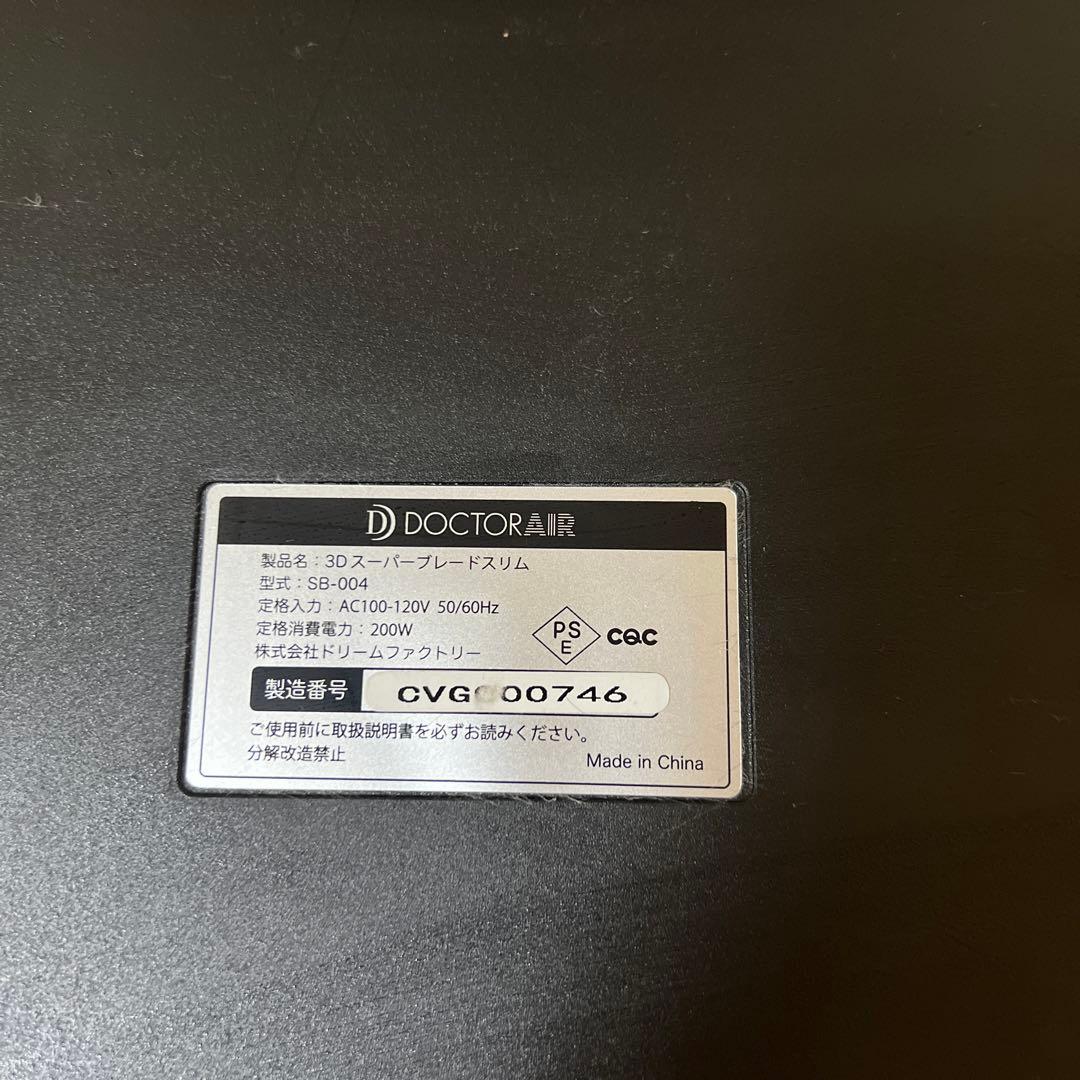 DOCTORAIR
製品名：3Dスーパーブレードスリム
型式：SB-004
定格入力：AC100-120V 50/60Hz
定格消費電力：200W
株式会社ドリームファクトリー
PS
E
CQC
製造番号
ご使用前に取扱説明書を必ずお読みください。
分解改造禁止
Made in China